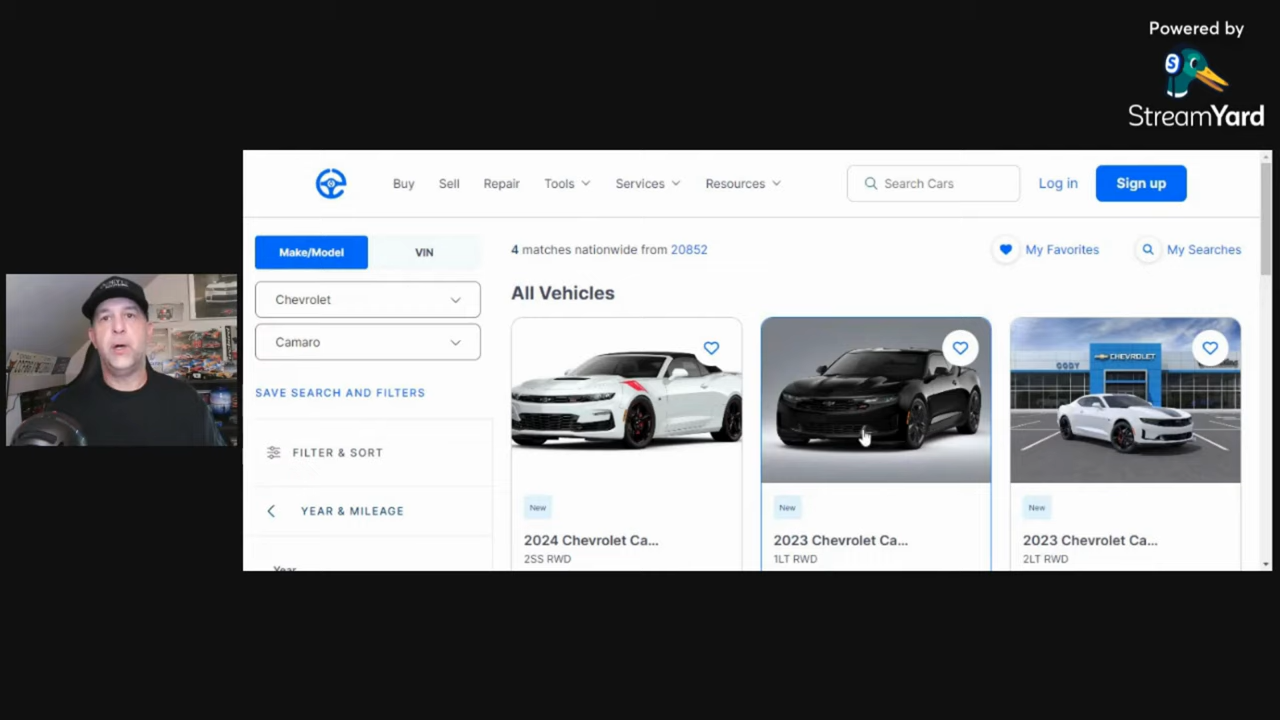 Powered by
StreamYard
Buy
Sell
Repair
Tools
Services
Resources
Search Cars
Log in
Sign up
Make/Model
VIN
4 matches nationwide from 20852
My Favorites
My Searches
Chevrolet
All Vehicles
Camaro
SAVE SEARCH AND FILTERS
CHEVROLET
FILTER & SORT
YEAR & MILEAGE
New
New
New
2024 Chevrolet Ca...
2023 Chevrolet Ca...
2023 Chevrolet Ca...
2SS RWD
1LT RWD
2LT RWD
Year